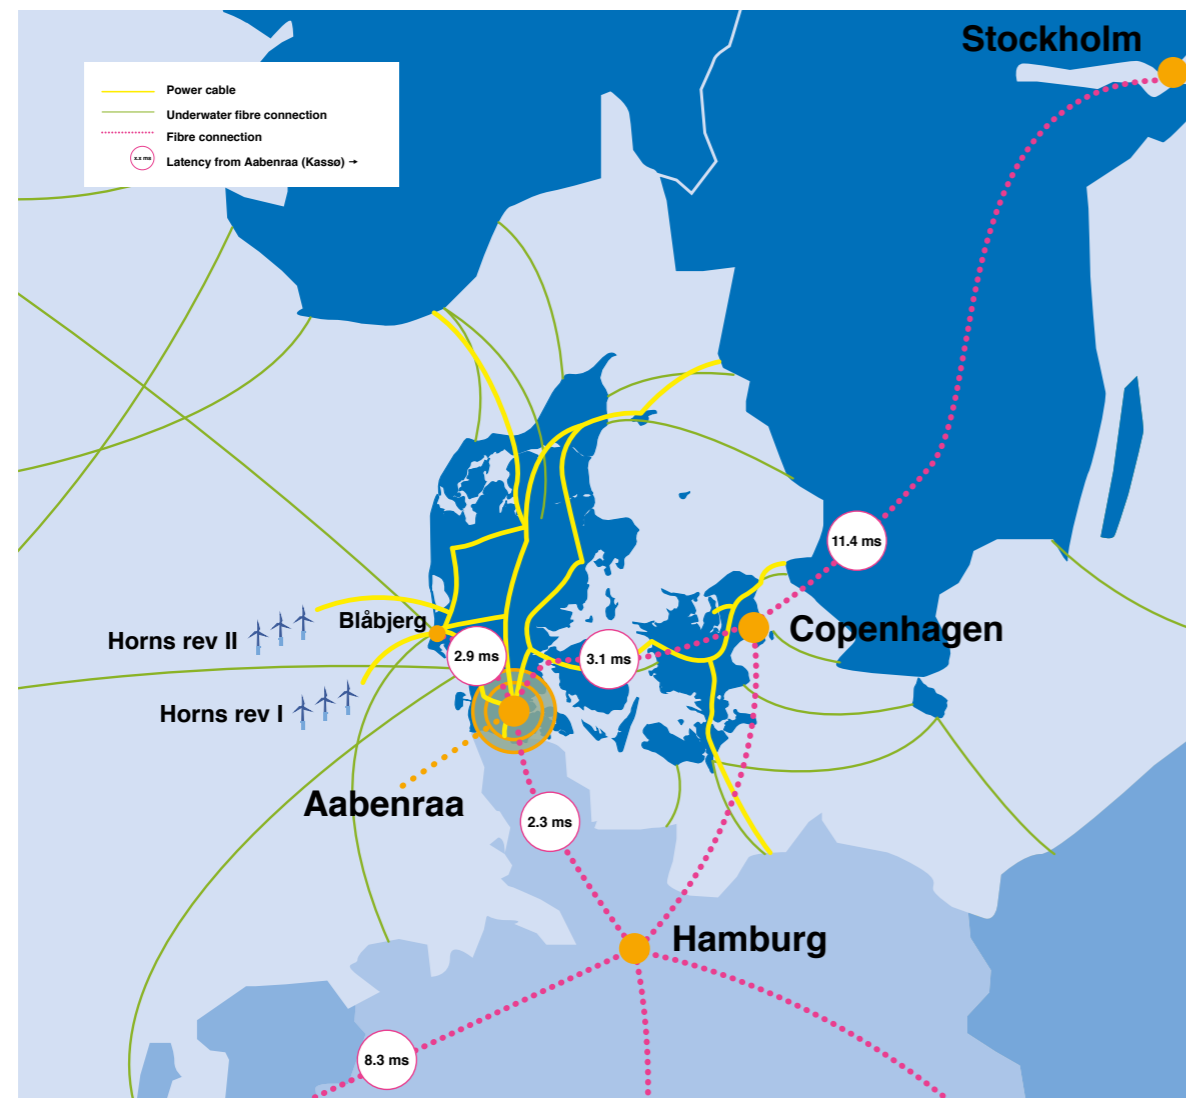 Stockholm
Power cable
Underwater fibre connection
Fibre connection
x.x ms
Latency from Aabenraa (Kassø) →
11.4 ms
Blåbjerg
Horns rev II
Copenhagen
2.9 ms
3.1 ms
Horns rev I
Aabenraa
2.3 ms
Hamburg
8.3 ms